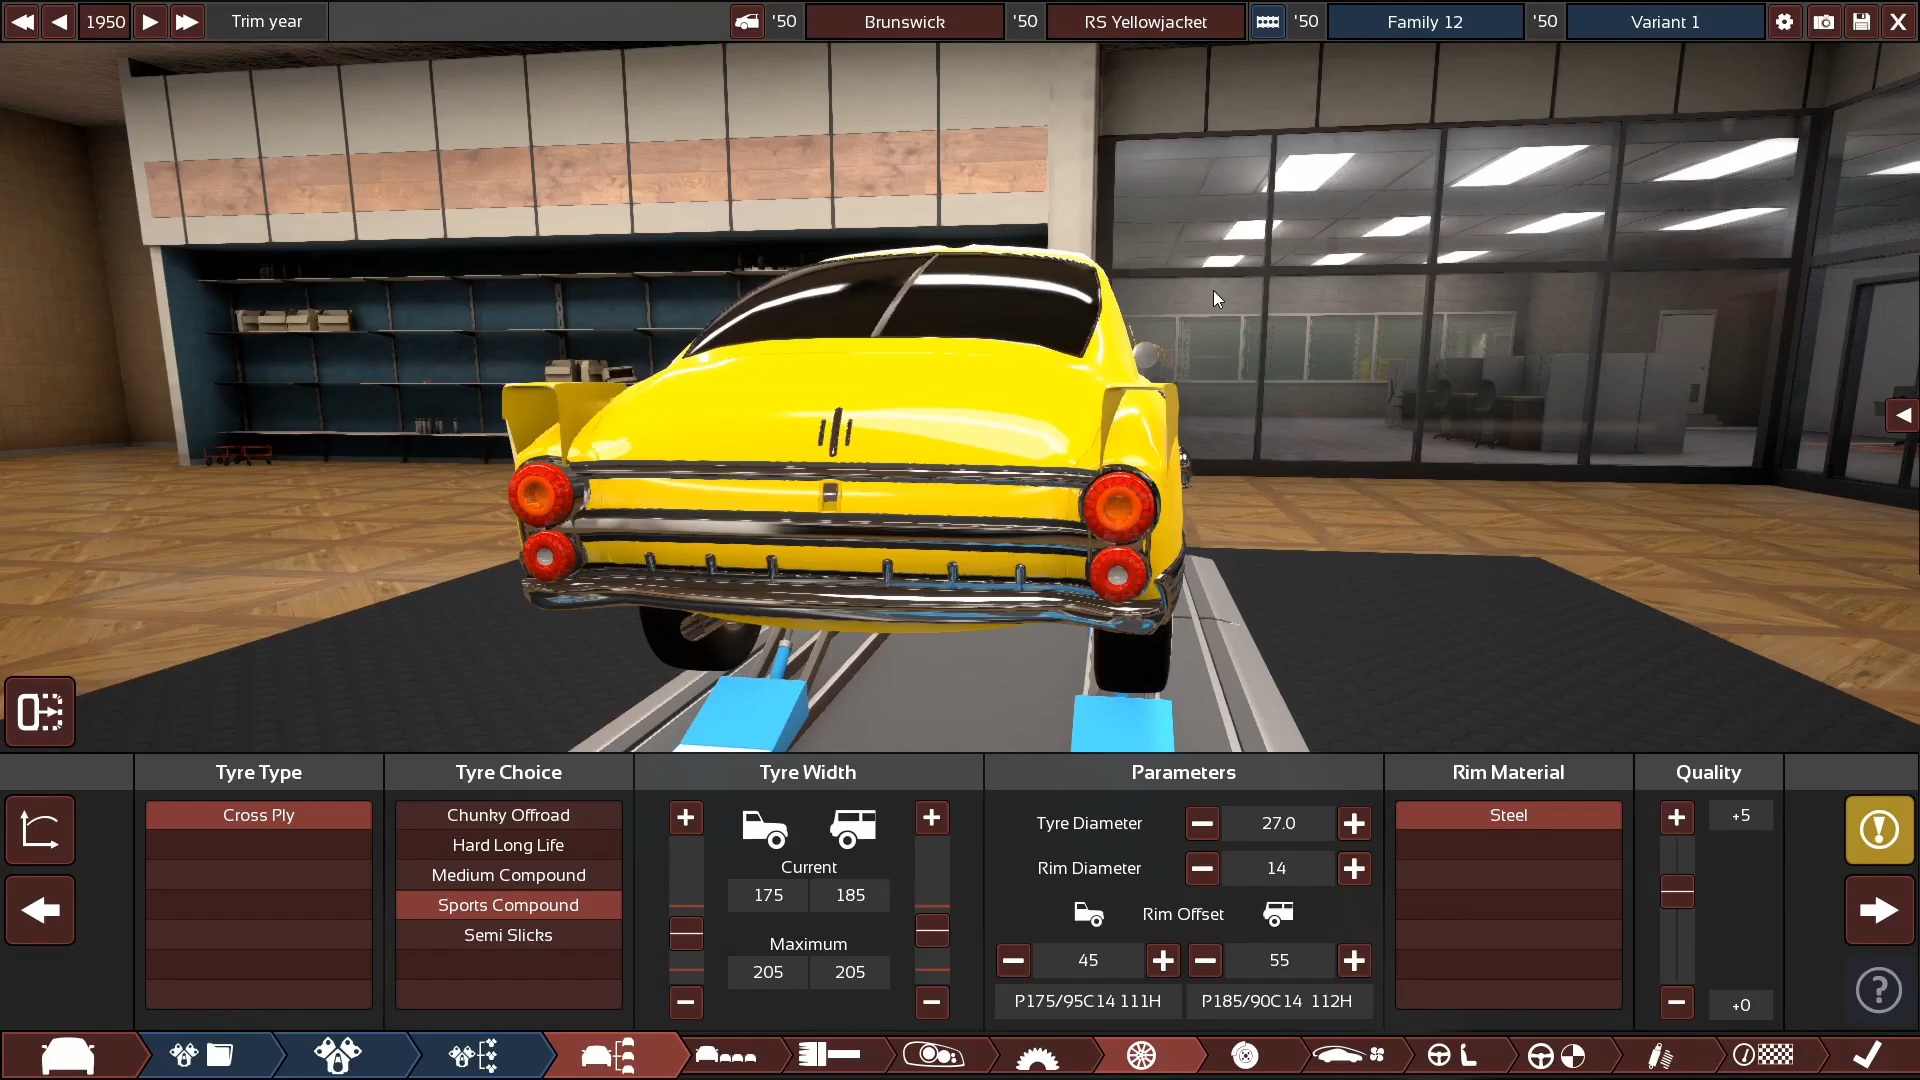 1950
Trim year
'50
Brunswick
'50
RS Yellowjacket
'50
Family 12
'50
Variant 1
Tyre Type
Tyre Choice
Tyre Width
Parameters
Rim Material
Quality
Cross Ply
Chunky Offroad
Hard Long Life
Medium Compound
Sports Compound
Semi Slicks
Current
175 185
Maximum
205 205
Tyre Diameter
27.0
Rim Diameter
14
Rim Offset
45
55
P175/95C14 111H
P185/90C14 112H
Steel
+5
+0